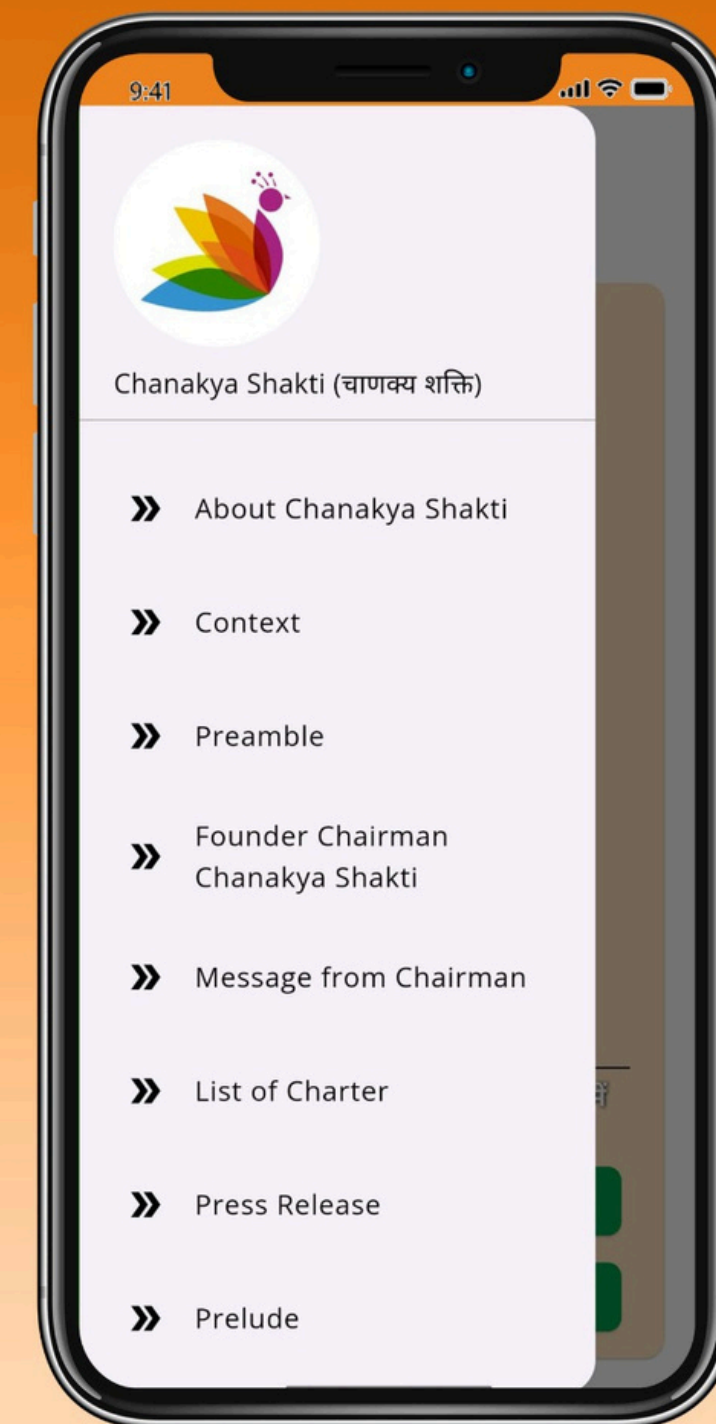 9:41
Chanakya Shakti (चाणक्य शक्ति)
About Chanakya Shakti
Context
Preamble
Founder Chairman
Chanakya Shakti
Message from Chairman
List of Charter
में
Press Release
Prelude